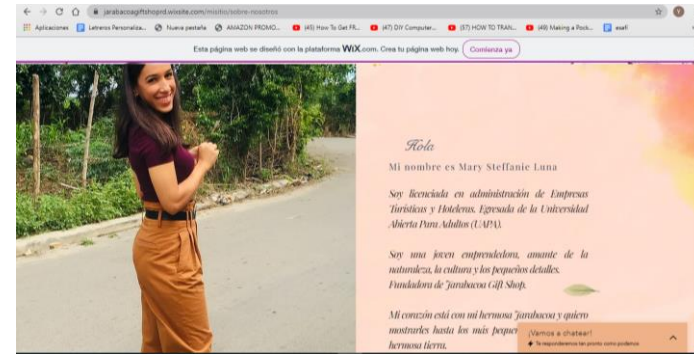 jarabacoagiftshoprd.wixsite.com/misitio/sobre-nosotros
Aplicaciones Letreros Personaliza... Nueva pestaña AMAZON PROMO... (45) How To Get FR... (47) DIY Computer... (57) HOW TO TRAN... (49) Making a Pock...
Esta página web se diseñó con la plataforma WiX.com. Crea tu página web hoy. Comienza ya
Hola
Mi nombre es Mary Steffanie Luna
Soy licenciada en administración de Empresas
Turísticas y Hoteleras, Egresada de la Universidad
Abierta Para Adultos (UAPA).
Soy una joven emprendedora, amante de la
naturaleza, la cultura y los pequeños detalles.
Fundadora de Jarabacoa Gift Shop.
Mi corazón está con mi hermosa Jarabacoa y quiero
mostrarles hasta los más peque
hermosa tierra.
¡Vamos a chatear!
Te responderemos tan pronto como podamos